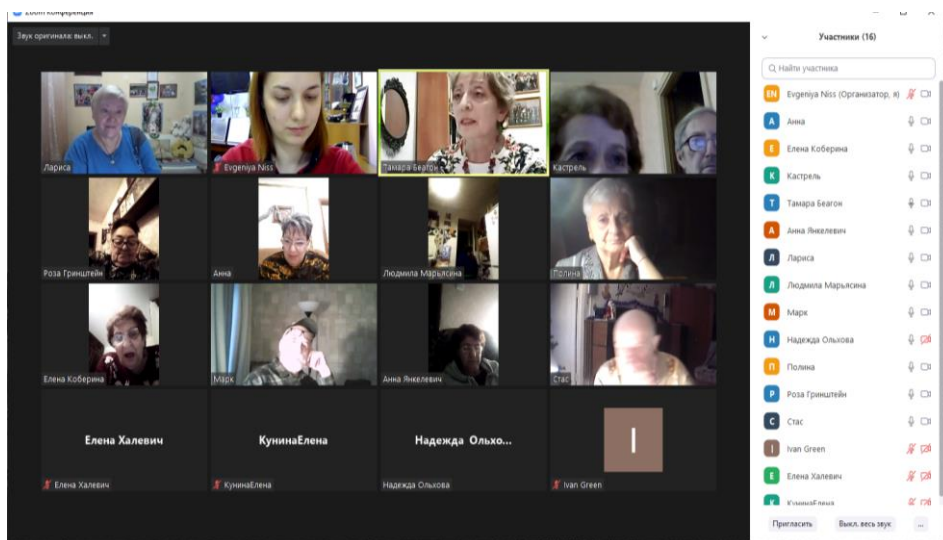 Zoom Конференция
Звук оригинала: выкл.
Лариса
Evgeniya Niss
Тамара Беагон
Кастрель
Роза Гринштейн
Анна
Людмила Марьясина
Полина
Елена Коберина
Марк
Анна Янкелевич
Стас
Елена Халевич
КунинаЕлена
Надежда Ольхо...
I
Елена Халевич
КунинаЕлена
Надежда Ольхова
Ivan Green
Участники (16)
Найти участника
EN Evgeniya Niss (Организатор, я)
А Анна
Е Елена Коберина
К Кастрель
Т Тамара Беагон
А Анна Янкелевич
Л Лариса
Л Людмила Марьясина
М Марк
Н Надежда Ольхова
П Полина
Р Роза Гринштейн
С Стас
I Ivan Green
Е Елена Халевич
К КунинаЕлена
Пригласить
Выкл. весь звук
...